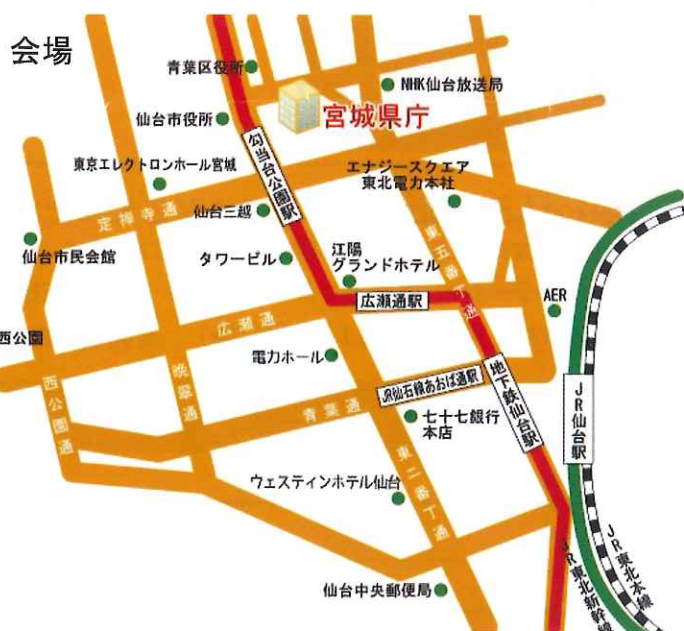 会場
青葉区役所
NHK仙台放送局
宮城県庁
仙台市役所
勾当台公園駅
東京エレクトロンホール宮城
エナジースクエア
東北電力本社
定禅寺通
仙台三越
東五番丁通
仙台市民会館
タワービル
江陽
グランドホテル
広瀬通駅
AER
西公園
広瀬通
電力ホール
晩翠通
JR仙石線あおば通駅
地下鉄仙台駅
JR仙台駅
西公園通
青葉通
七十七銀行
本店
東二番丁通
ウェスティンホテル仙台
仙台中央郵便局
JR東北新幹線
JR東北本線